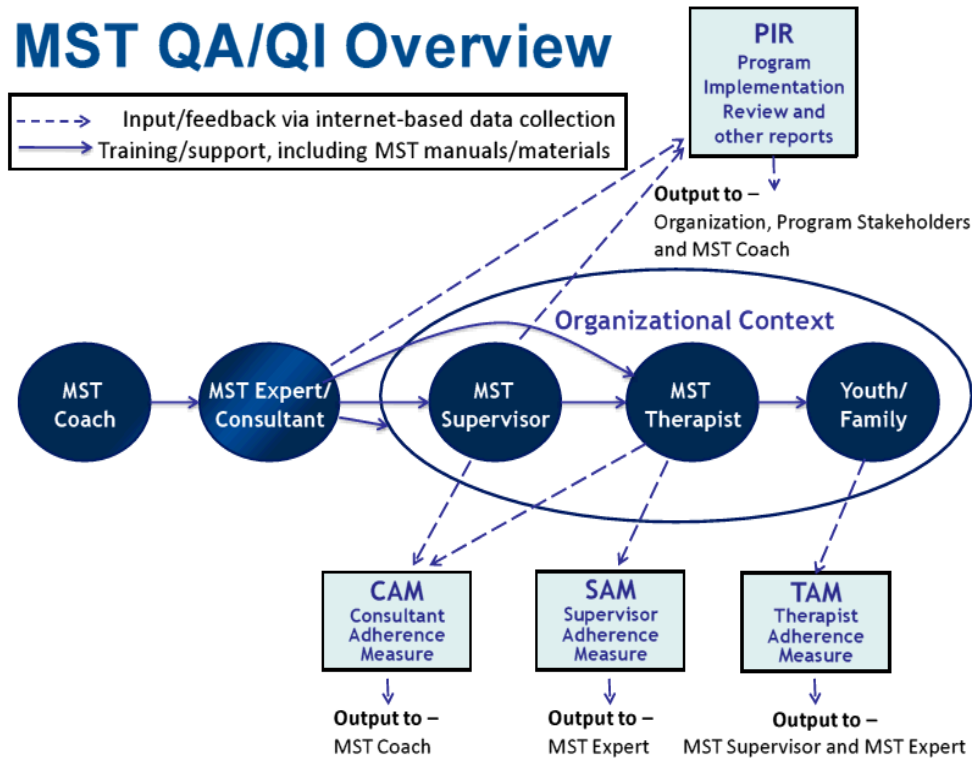 MST QA/QI Overview
Input/feedback via internet-based data collection
Training/support, including MST manuals/materials
PIR
Program
Implementation
Review and
other reports
Output to –
Organization, Program Stakeholders
and MST Coach
Organizational Context
MST
Coach
MST Expert/
Consultant
MST
Supervisor
MST
Therapist
Youth/
Family
CAM
Consultant
Adherence
Measure
SAM
Supervisor
Adherence
Measure
TAM
Therapist
Adherence
Measure
Output to –
MST Coach
Output to –
MST Expert
Output to –
MST Supervisor and MST Expert